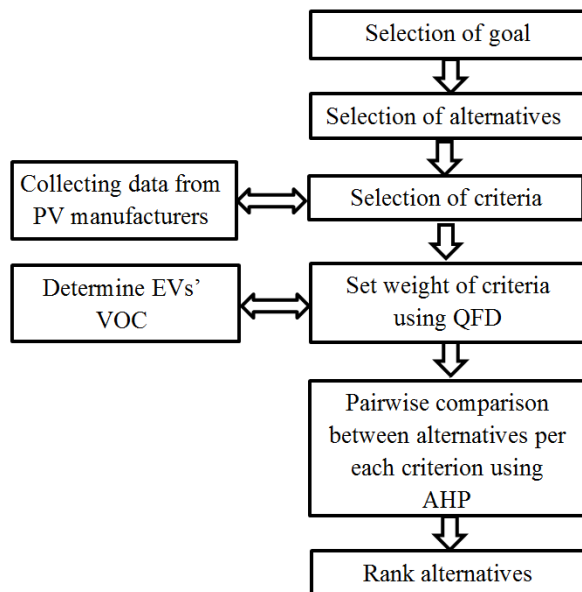 Selection of goal
Selection of alternatives
Collecting data from
PV manufacturers
Selection of criteria
Determine EVs'
VOC
Set weight of criteria
using QFD
Pairwise comparison
between alternatives per
each criterion using
AHP
Rank alternatives